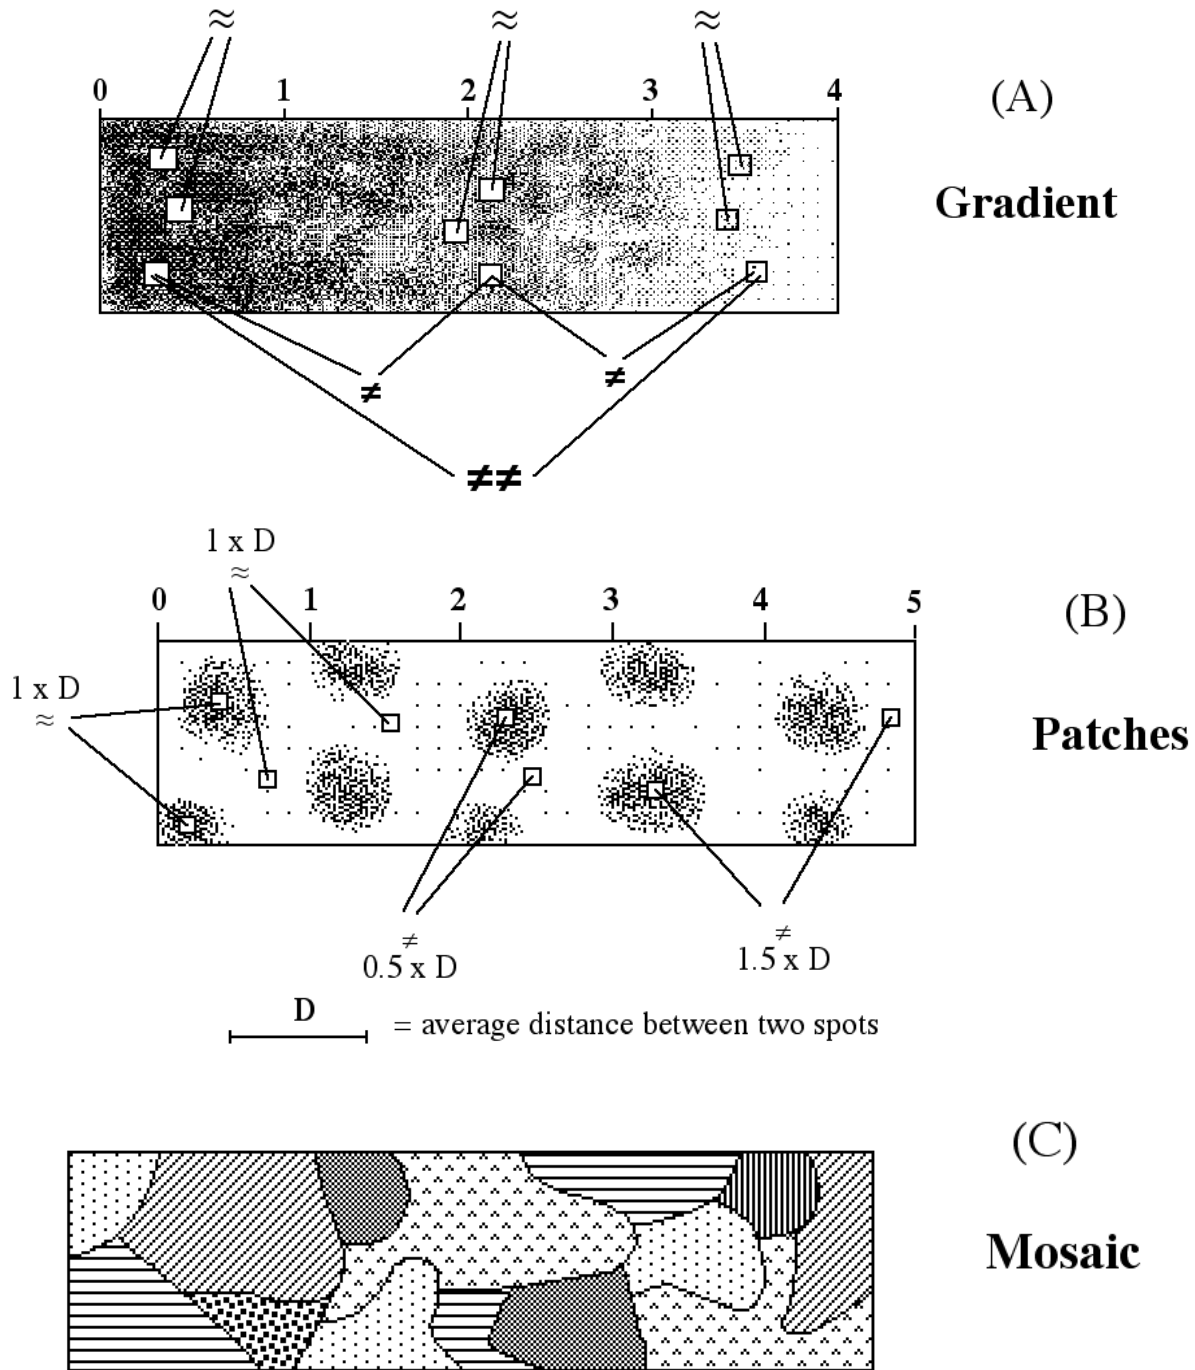 ≈ ≈ ≈
0 1 2 3 4
(A)
Gradient
≠ ≠
≠≠
1 x D
≈
0 1 2 3 4 5
(B)
1 x D
≈
Patches
≠
0.5 x D
≠
1.5 x D
D
= average distance between two spots
(C)
Mosaic